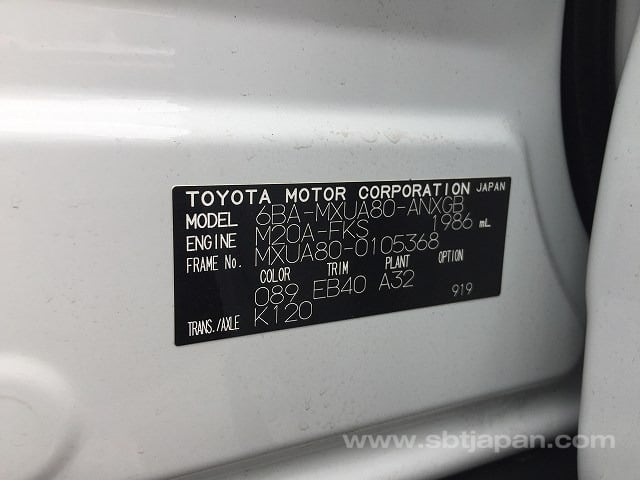 TOYOTA MOTOR CORPORATION JAPAN
MODEL 6BA-MXUA80-ANXGB
ENGINE M20A-FKS 1986 mL
FRAME No. MXUA80-0105368
COLOR TRIM PLANT OPTION
089 EB40 A32 919
TRANS./AXLE K120
www.sbtjapan.com